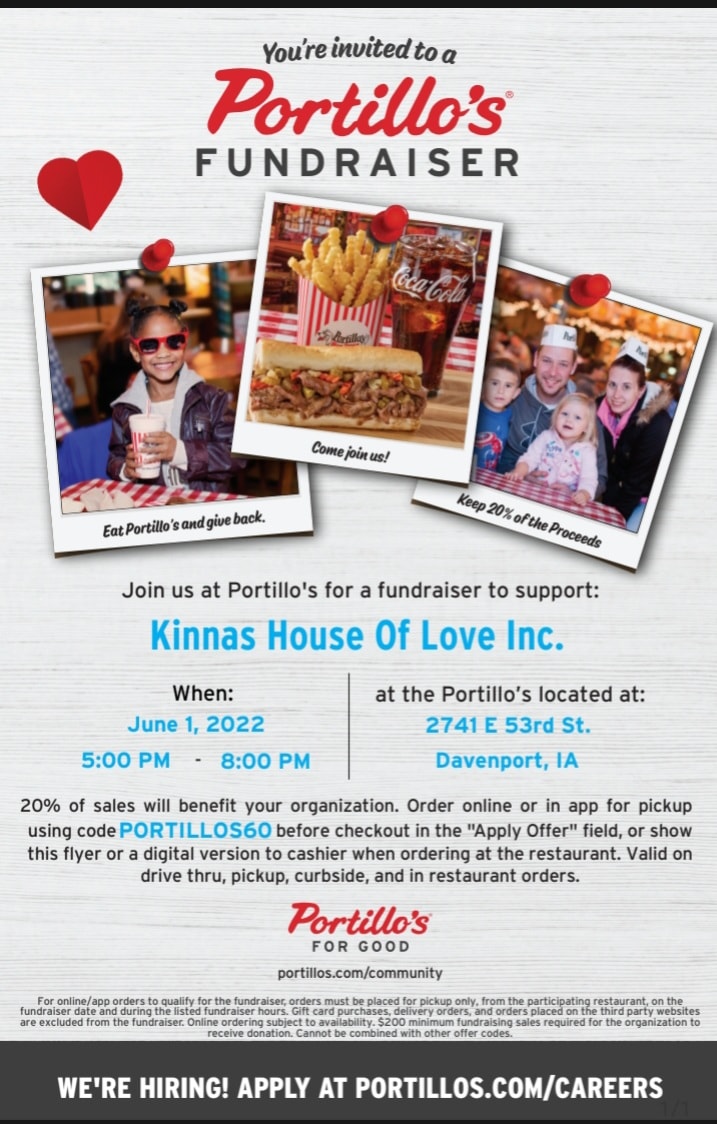 You're invited to a
Portillo's®
FUNDRAISER
Coca-Cola
Portillo's
Eat Portillo's and give back.
Come join us!
Keep 20% of the Proceeds
Join us at Portillo's for a fundraiser to support:
Kinnas House Of Love Inc.
When:
June 1, 2022
5:00 PM - 8:00 PM
at the Portillo's located at:
2741 E 53rd St.
Davenport, IA
20% of sales will benefit your organization. Order online or in app for pickup
using code PORTILLOS60 before checkout in the "Apply Offer" field, or show
this flyer or a digital version to cashier when ordering at the restaurant. Valid on
drive thru, pickup, curbside, and in restaurant orders.
Portillo's
FOR GOOD
portillos.com/community
For online/app orders to qualify for the fundraiser, orders must be placed for pickup only, from the participating restaurant, on the
fundraiser date and during the listed fundraiser hours. Gift card purchases, delivery orders, and orders placed on the third party websites
are excluded from the fundraiser. Online ordering subject to availability. $200 minimum fundraising sales required for the organization to
receive donation. Cannot be combined with other offer codes.
WE'RE HIRING! APPLY AT PORTILLOS.COM/CAREERS
1/1